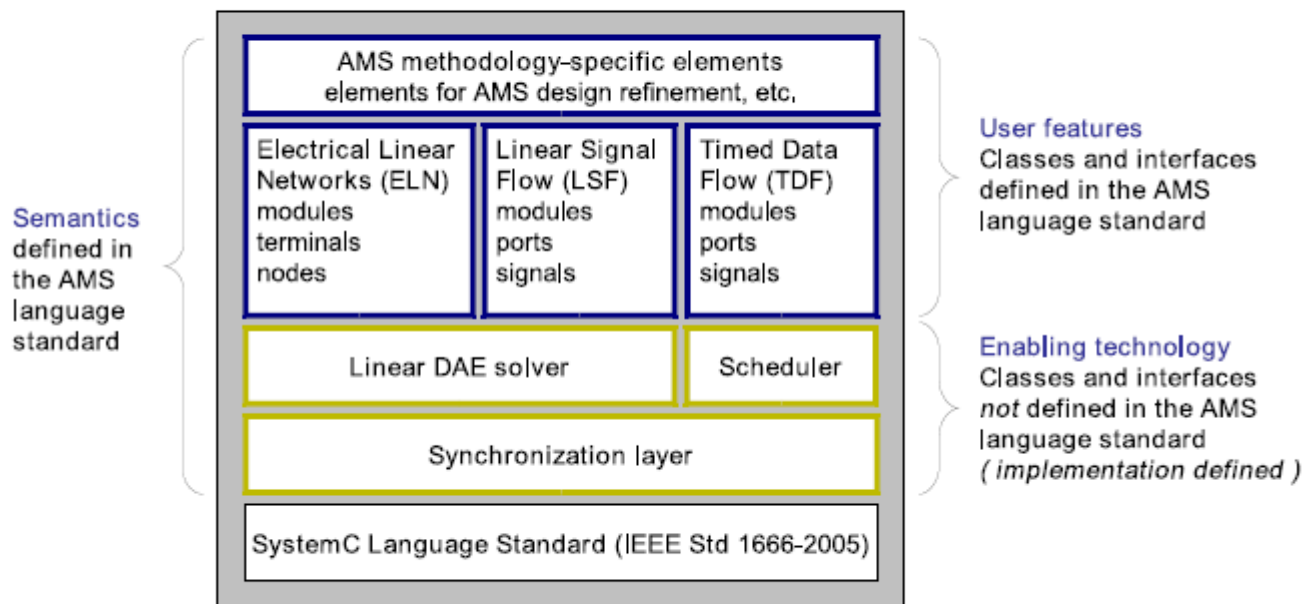 AMS methodology-specific elements
elements for AMS design refinement, etc.
Electrical Linear
Networks (ELN)
modules
terminals
nodes
Linear Signal
Flow (LSF)
modules
ports
signals
Timed Data
Flow (TDF)
modules
ports
signals
Linear DAE solver
Scheduler
Synchronization layer
SystemC Language Standard (IEEE Std 1666-2005)
Semantics
defined in
the AMS
language
standard
User features
Classes and interfaces
defined in the AMS
language standard
Enabling technology
Classes and interfaces
not defined in the AMS
language standard
( implementation defined )